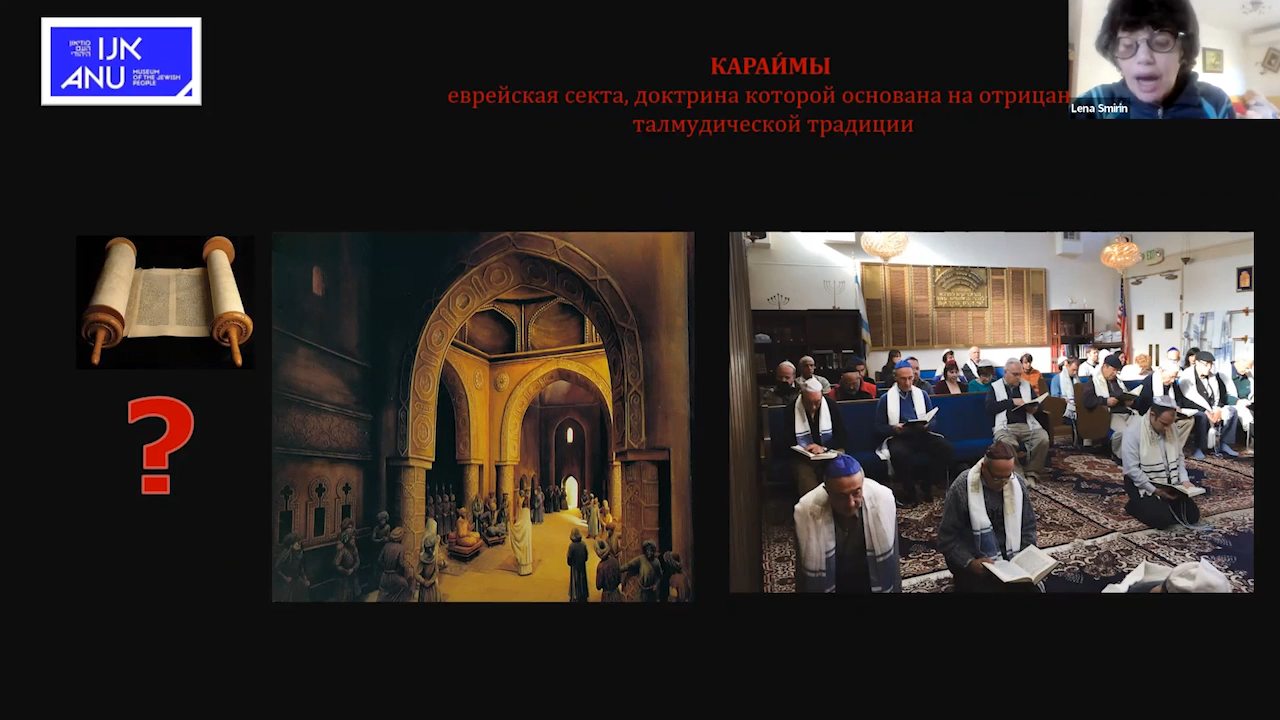 אנו
ANU
MUSEUM
OF THE JEWISH
PEOPLE
КАРАИ́МЫ
еврейская секта, доктрина которой основана на отрицан
талмудической традиции
Lena Smirin
?